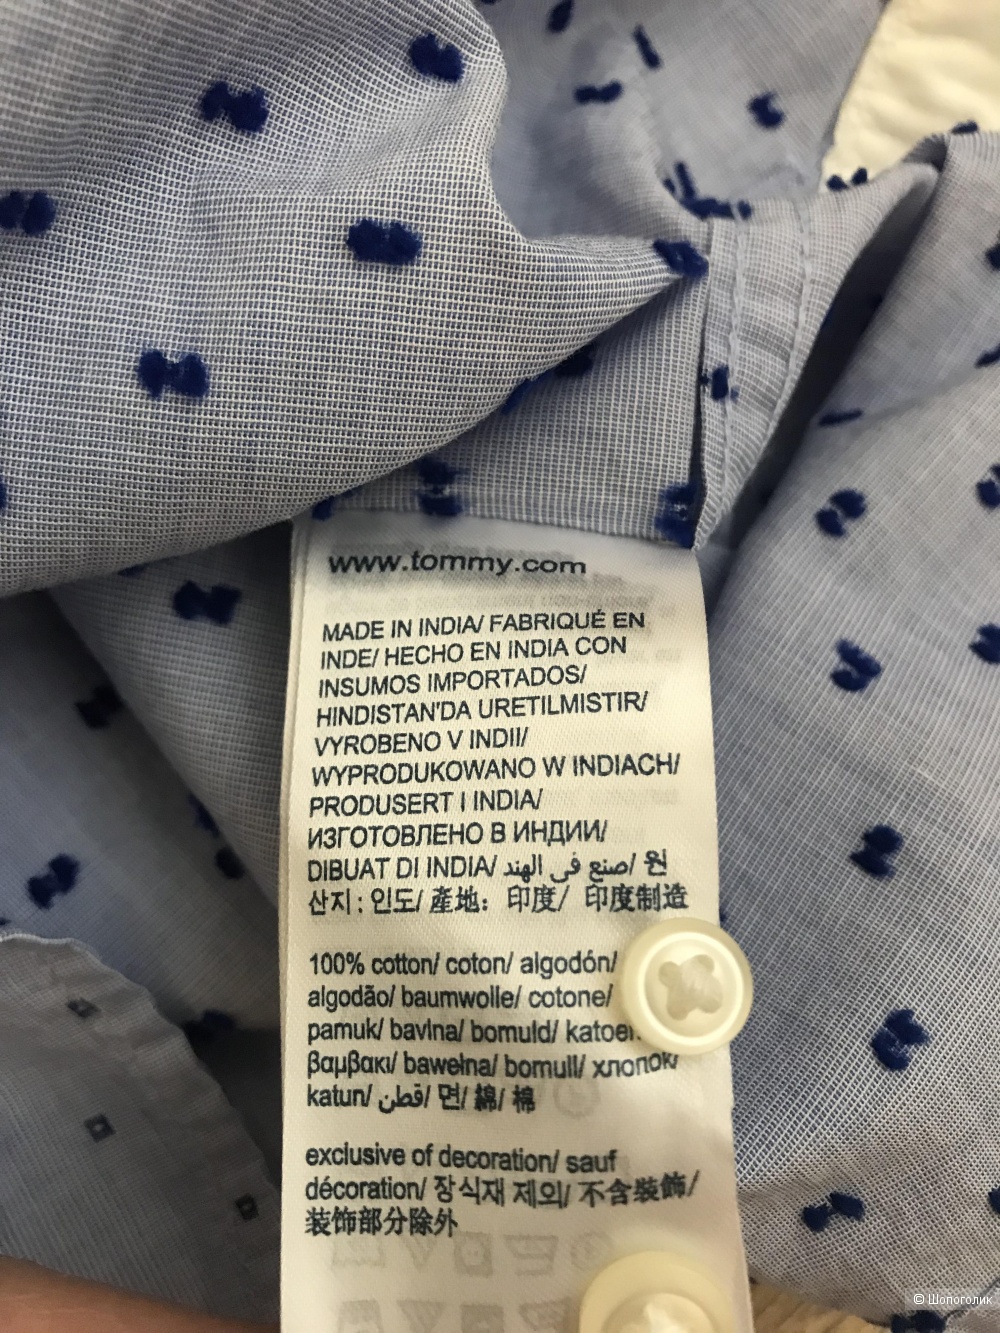 www.tommy.com
MADE IN INDIA/ FABRIQUÉ EN
INDE/ HECHO EN INDIA CON
INSUMOS IMPORTADOS/
HINDISTAN'DA URETILMISTIR/
VYROBENO V INDII/
WYPRODUKOWANO W INDIACH/
PRODUSERT I INDIA/
ИЗГОТОВЛЕНО В ИНДИИ/
DIBUAT DI INDIA/ صنع في الهند/ 원
산지: 인도/ 產地: 印度/ 印度制造
100% cotton/ coton/ algodón/
algodão/ baumwolle/ cotone/
pamuk/ bavlna/ bomuld/
βαμβακι/ bawełna/ bomull/ хлопок/
katun/ قطن/ 면/ 綿/ 棉
exclusive of decoration/ sauf
décoration/ 장식재 제외/ 不含裝飾/
装饰部分除外
© Шопоголик